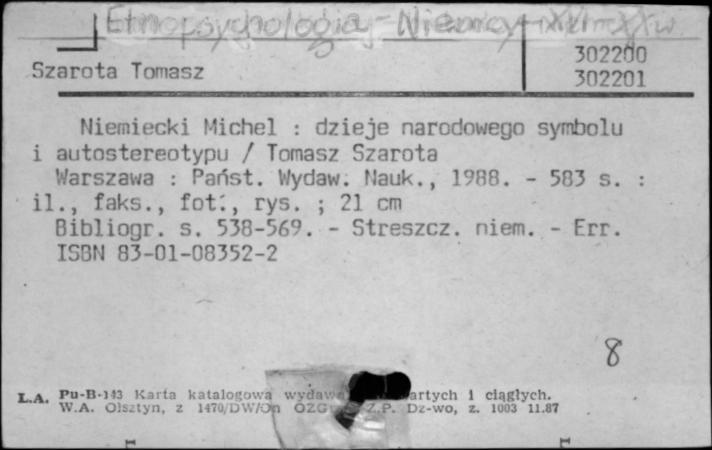 Etnopsychologia - Niemcy
302200
Szarota Tomasz
302201
Niemiecki Michel : dzieje narodowego symbolu
i autostereotypu / Tomasz Szarota
Warszawa : Państ. Wydaw. Nauk., 1988. - 583 s. :
il., faks., fot., rys. ; 21 cm
Bibliogr. s. 538-569. - Streszcz. niem. - Err.
ISBN 83-01-08352-2
8
L.A. Pu-B-143 Karta katalogowa artych i ciągłych.
W.A. Olsztyn, z 1470/DW/On OZG Z.P. Dz-wo, z. 1003 11.87